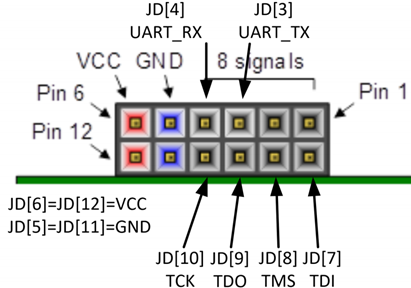 JD[4] JD[3]
UART_RX UART_TX
VCC GND 8 signals
Pin 6 Pin 1
Pin 12
JD[6]=JD[12]=VCC
JD[5]=JD[11]=GND
JD[10] JD[9] JD[8] JD[7]
TCK TDO TMS TDI